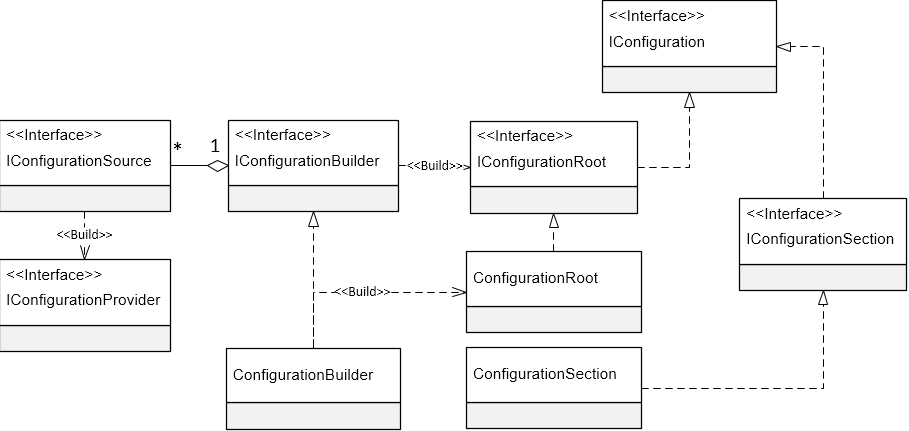 <<Interface>>
IConfiguration
<<Interface>>
IConfigurationSource
*
1
<<Interface>>
IConfigurationBuilder
<<Build>>
<<Interface>>
IConfigurationRoot
<<Interface>>
IConfigurationSection
<<Build>>
<<Interface>>
IConfigurationProvider
<<Build>>
ConfigurationRoot
ConfigurationBuilder
ConfigurationSection